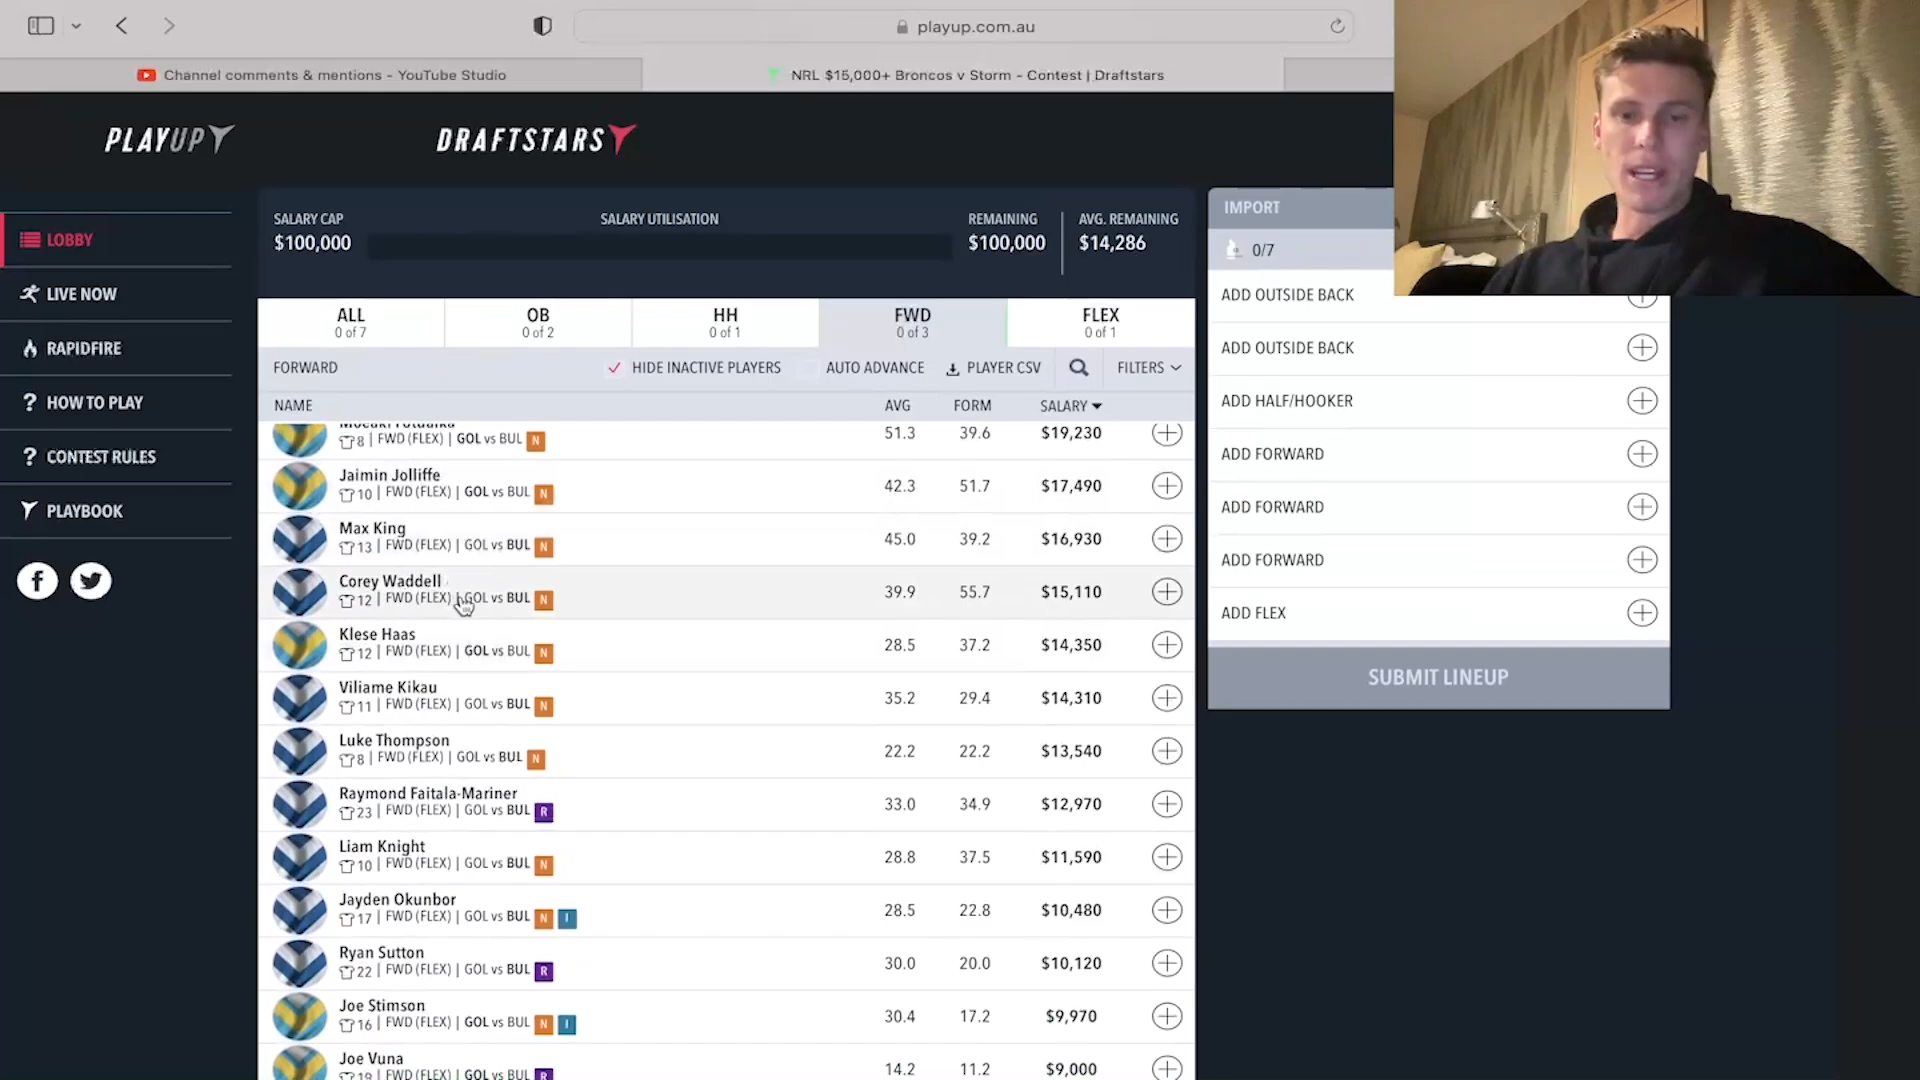 playup.com.au
Channel comments & mentions - YouTube Studio
NRL $15,000+ Broncos v Storm - Contest | Draftstars
PLAYUP
DRAFTSTARS
LOBBY
LIVE NOW
RAPIDFIRE
? HOW TO PLAY
? CONTEST RULES
PLAYBOOK
SALARY CAP
$100,000
SALARY UTILISATION
REMAINING
$100,000
AVG. REMAINING
$14,286
ALL
0 of 7
OB
0 of 2
HH
0 of 1
FWD
0 of 3
FLEX
0 of 1
FORWARD
HIDE INACTIVE PLAYERS
AUTO ADVANCE
PLAYER CSV
FILTERS
NAME AVG FORM SALARY
8 | FWD (FLEX) | GOL vs BUL N
51.3 39.6 $19,230
Jaimin Jolliffe
10 | FWD (FLEX) | GOL vs BUL N
42.3 51.7 $17,490
Max King
13 | FWD (FLEX) | GOL vs BUL N
45.0 39.2 $16,930
Corey Waddell
12 | FWD (FLEX) | GOL vs BUL N
39.9 55.7 $15,110
Klese Haas
12 | FWD (FLEX) | GOL vs BUL N
28.5 37.2 $14,350
Viliame Kikau
11 | FWD (FLEX) | GOL vs BUL N
35.2 29.4 $14,310
Luke Thompson
8 | FWD (FLEX) | GOL vs BUL N
22.2 22.2 $13,540
Raymond Faitala-Mariner
23 | FWD (FLEX) | GOL vs BUL R
33.0 34.9 $12,970
Liam Knight
10 | FWD (FLEX) | GOL vs BUL N
28.8 37.5 $11,590
Jayden Okunbor
17 | FWD (FLEX) | GOL vs BUL N I
28.5 22.8 $10,480
Ryan Sutton
22 | FWD (FLEX) | GOL vs BUL R
30.0 20.0 $10,120
Joe Stimson
16 | FWD (FLEX) | GOL vs BUL N I
30.4 17.2 $9,970
Joe Vuna
19 | FWD (FLEX) | GOL vs BUL R
14.2 11.2 $9,000
IMPORT
0/7
ADD OUTSIDE BACK
ADD OUTSIDE BACK
ADD HALF/HOOKER
ADD FORWARD
ADD FORWARD
ADD FORWARD
ADD FLEX
SUBMIT LINEUP